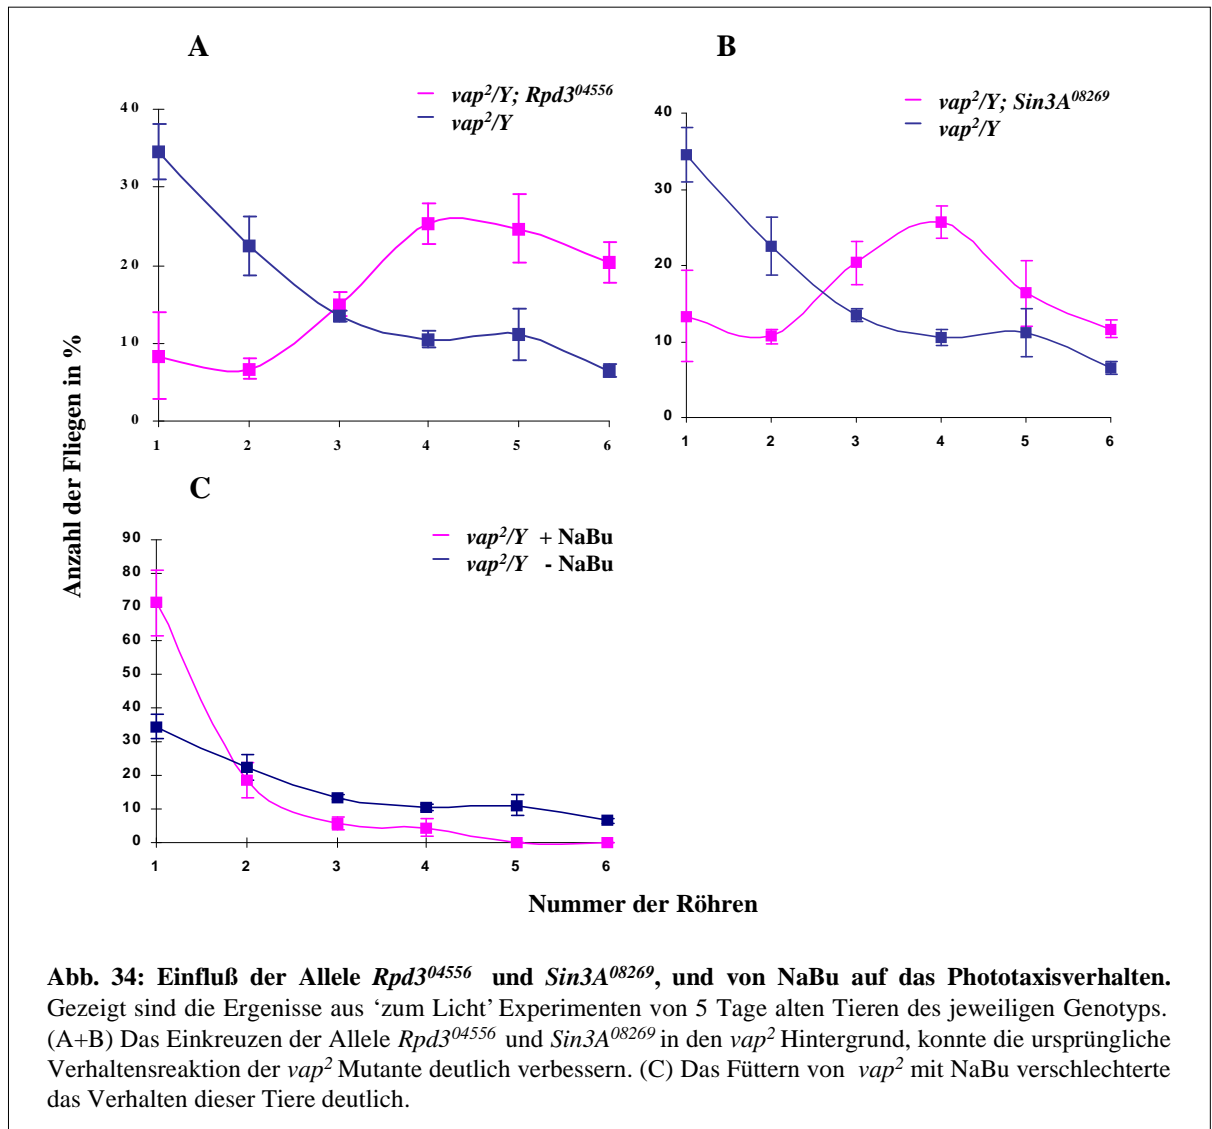 A
vap²/Y; Rpd3⁰⁴⁵⁵⁶
vap²/Y
40
30
20
10
0
1 2 3 4 5 6
B
vap²/Y; Sin3A⁰⁸²⁶⁹
vap²/Y
40
30
20
10
0
1 2 3 4 5 6
Anzahl der Fliegen in %
C
vap²/Y + NaBu
vap²/Y - NaBu
90
80
70
60
50
40
30
20
10
0
1 2 3 4 5 6
Nummer der Röhren
Abb. 34: Einfluß der Allele Rpd3⁰⁴⁵⁵⁶ und Sin3A⁰⁸²⁶⁹, und von NaBu auf das Phototaxisverhalten.
Gezeigt sind die Ergenisse aus ‘zum Licht’ Experimenten von 5 Tage alten Tieren des jeweiligen Genotyps.
(A+B) Das Einkreuzen der Allele Rpd3⁰⁴⁵⁵⁶ und Sin3A⁰⁸²⁶⁹ in den vap² Hintergrund, konnte die ursprüngliche
Verhaltensreaktion der vap² Mutante deutlich verbessern. (C) Das Füttern von vap² mit NaBu verschlechterte
das Verhalten dieser Tiere deutlich.